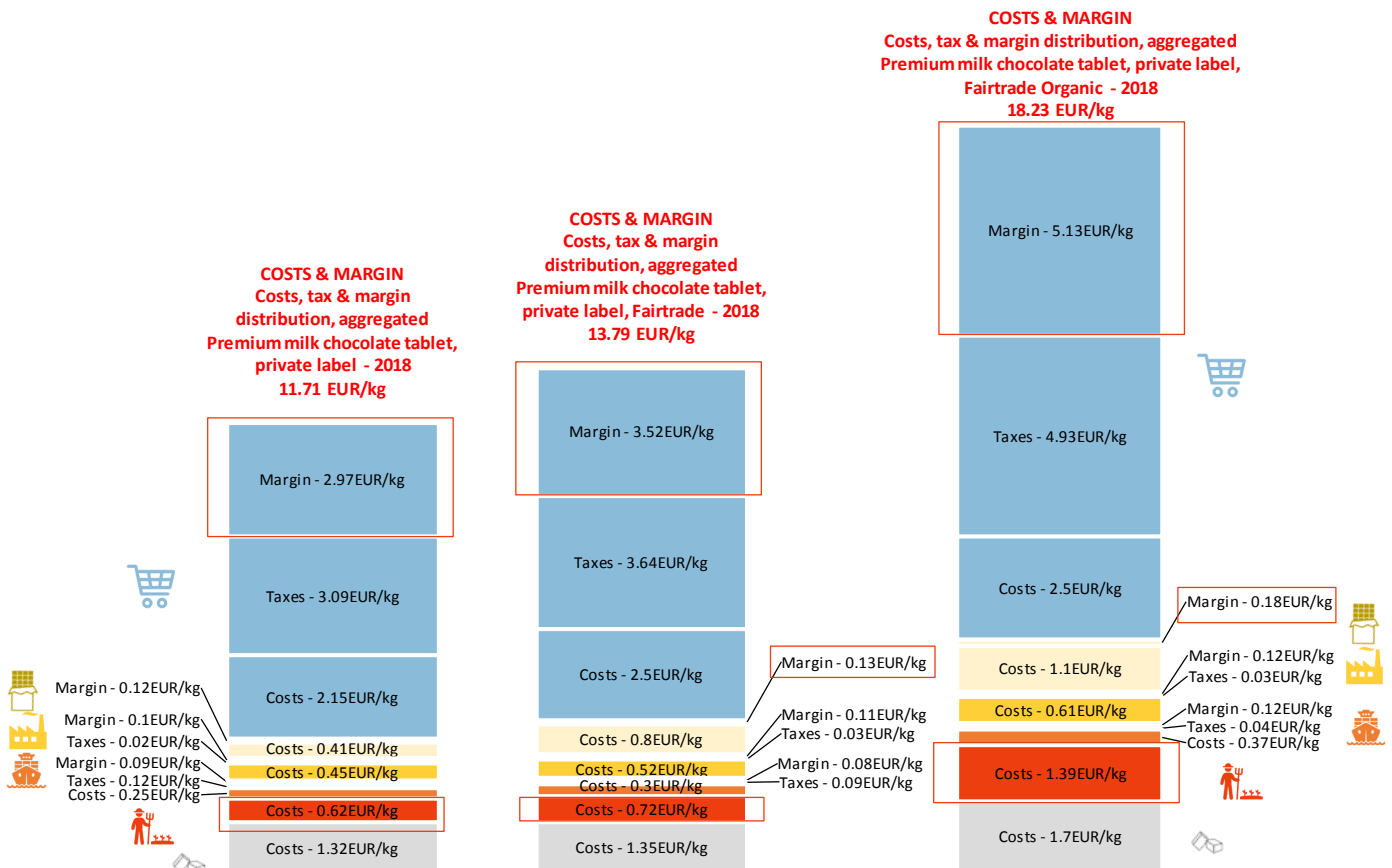 COSTS & MARGIN
Costs, tax & margin
distribution, aggregated
Premium milk chocolate tablet,
private label - 2018
11.71 EUR/kg
Margin - 2.97EUR/kg
Taxes - 3.09EUR/kg
Costs - 2.15EUR/kg
Margin - 0.12EUR/kg
Costs - 0.41EUR/kg
Margin - 0.1EUR/kg
Taxes - 0.02EUR/kg
Costs - 0.45EUR/kg
Margin - 0.09EUR/kg
Taxes - 0.12EUR/kg
Costs - 0.25EUR/kg
Costs - 0.62EUR/kg
Costs - 1.32EUR/kg
COSTS & MARGIN
Costs, tax & margin
distribution, aggregated
Premium milk chocolate tablet,
private label, Fairtrade - 2018
13.79 EUR/kg
Margin - 3.52EUR/kg
Taxes - 3.64EUR/kg
Costs - 2.5EUR/kg
Margin - 0.13EUR/kg
Costs - 0.8EUR/kg
Margin - 0.11EUR/kg
Taxes - 0.03EUR/kg
Costs - 0.52EUR/kg
Margin - 0.08EUR/kg
Taxes - 0.09EUR/kg
Costs - 0.3EUR/kg
Costs - 0.72EUR/kg
Costs - 1.35EUR/kg
COSTS & MARGIN
Costs, tax & margin distribution, aggregated
Premium milk chocolate tablet, private label,
Fairtrade Organic - 2018
18.23 EUR/kg
Margin - 5.13EUR/kg
Taxes - 4.93EUR/kg
Costs - 2.5EUR/kg
Margin - 0.18EUR/kg
Costs - 1.1EUR/kg
Margin - 0.12EUR/kg
Taxes - 0.03EUR/kg
Costs - 0.61EUR/kg
Margin - 0.12EUR/kg
Taxes - 0.04EUR/kg
Costs - 0.37EUR/kg
Costs - 1.39EUR/kg
Costs - 1.7EUR/kg